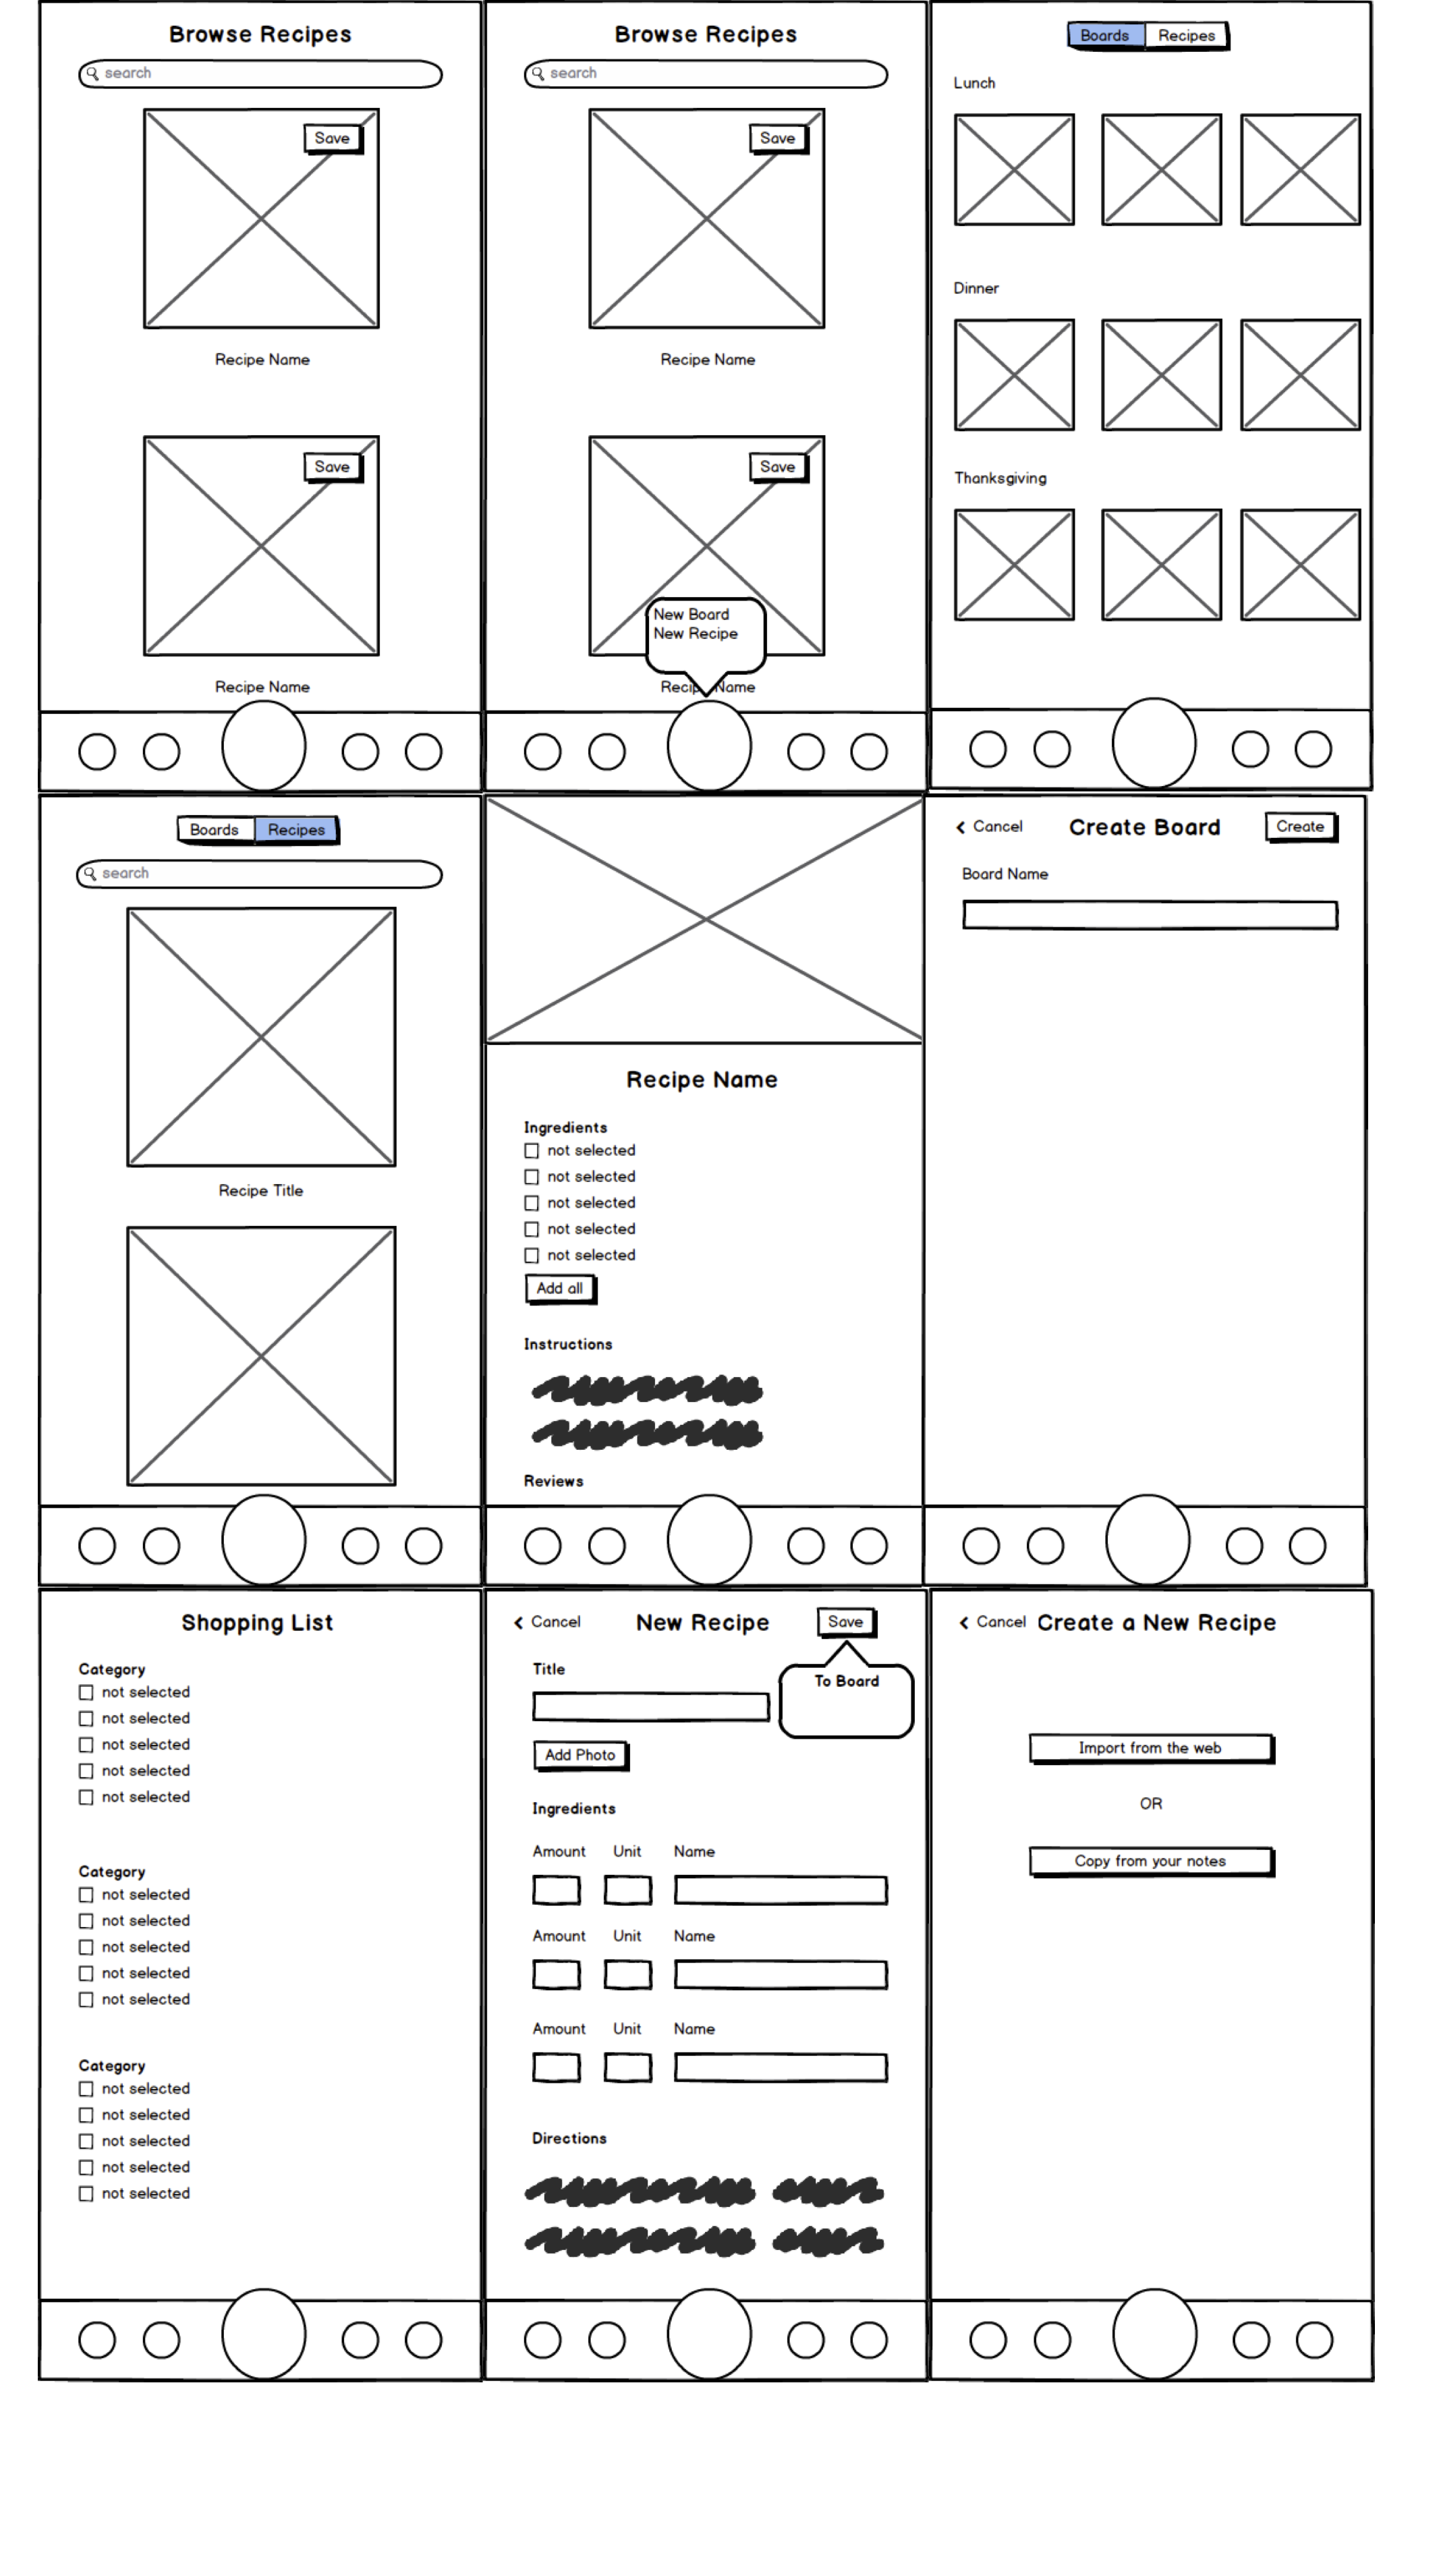 Browse Recipes
search
Save
Recipe Name
Save
Recipe Name
Browse Recipes
search
Save
Recipe Name
Save
New Board
New Recipe
Recipe Name
Boards Recipes
Lunch
Dinner
Thanksgiving
Boards Recipes
search
Recipe Title
Recipe Name
Ingredients
not selected
not selected
not selected
not selected
not selected
Add all
Instructions
Reviews
Cancel Create Board Create
Board Name
Shopping List
Category
not selected
not selected
not selected
not selected
not selected
Category
not selected
not selected
not selected
not selected
not selected
Category
not selected
not selected
not selected
not selected
not selected
Cancel New Recipe Save
Title
To Board
Add Photo
Ingredients
Amount Unit Name
Amount Unit Name
Amount Unit Name
Directions
Cancel Create a New Recipe
Import from the web
OR
Copy from your notes